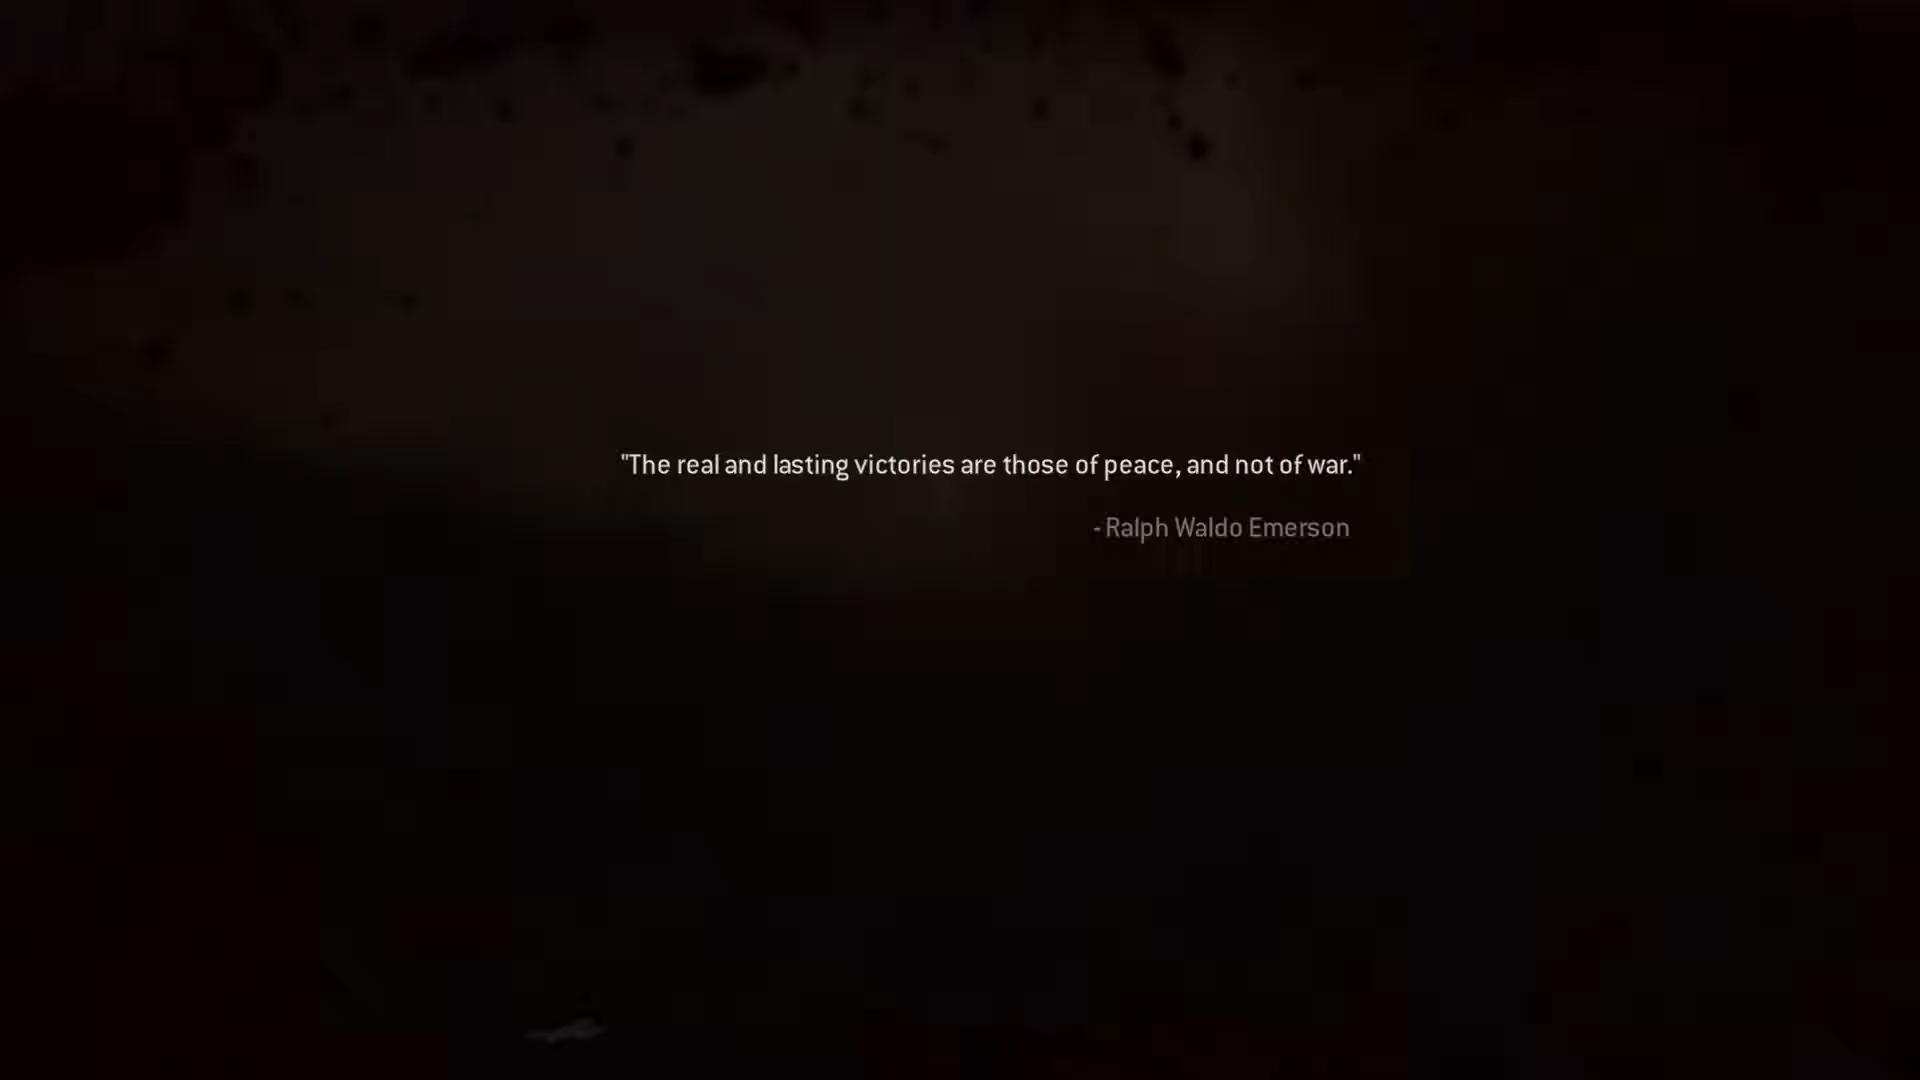 "The real and lasting victories are those of peace, and not of war."
- Ralph Waldo Emerson